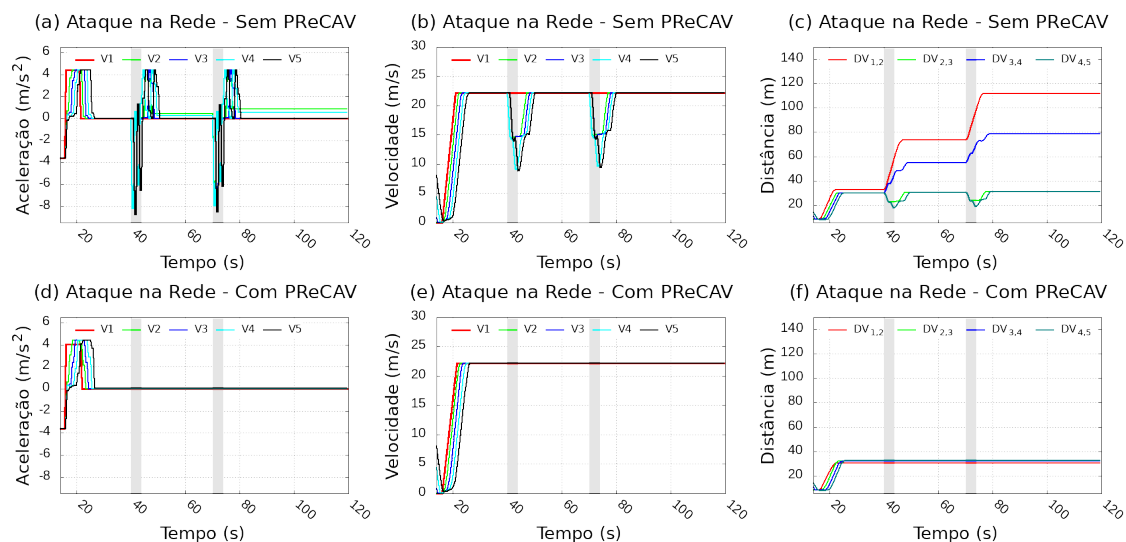 (a) Ataque na Rede - Sem PReCAV
Aceleração (m/s²)
6
4
2
0
-2
-4
-6
-8
V1 V2 V3 V4 V5
20 40 60 80 100 120
Tempo (s)
(b) Ataque na Rede - Sem PReCAV
Velocidade (m/s)
30
25
20
15
10
5
0
V1 V2 V3 V4 V5
20 40 60 80 100 120
Tempo (s)
(c) Ataque na Rede - Sem PReCAV
Distância (m)
140
120
100
80
60
40
20
DV1,2 DV2,3 DV3,4 DV4,5
20 40 60 80 100 120
Tempo (s)
(d) Ataque na Rede - Com PReCAV
Aceleração (m/s²)
6
4
2
0
-2
-4
-6
-8
V1 V2 V3 V4 V5
20 40 60 80 100 120
Tempo (s)
(e) Ataque na Rede - Com PReCAV
Velocidade (m/s)
30
25
20
15
10
5
0
V1 V2 V3 V4 V5
20 40 60 80 100 120
Tempo (s)
(f) Ataque na Rede - Com PReCAV
Distância (m)
140
120
100
80
60
40
20
DV1,2 DV2,3 DV3,4 DV4,5
20 40 60 80 100 120
Tempo (s)